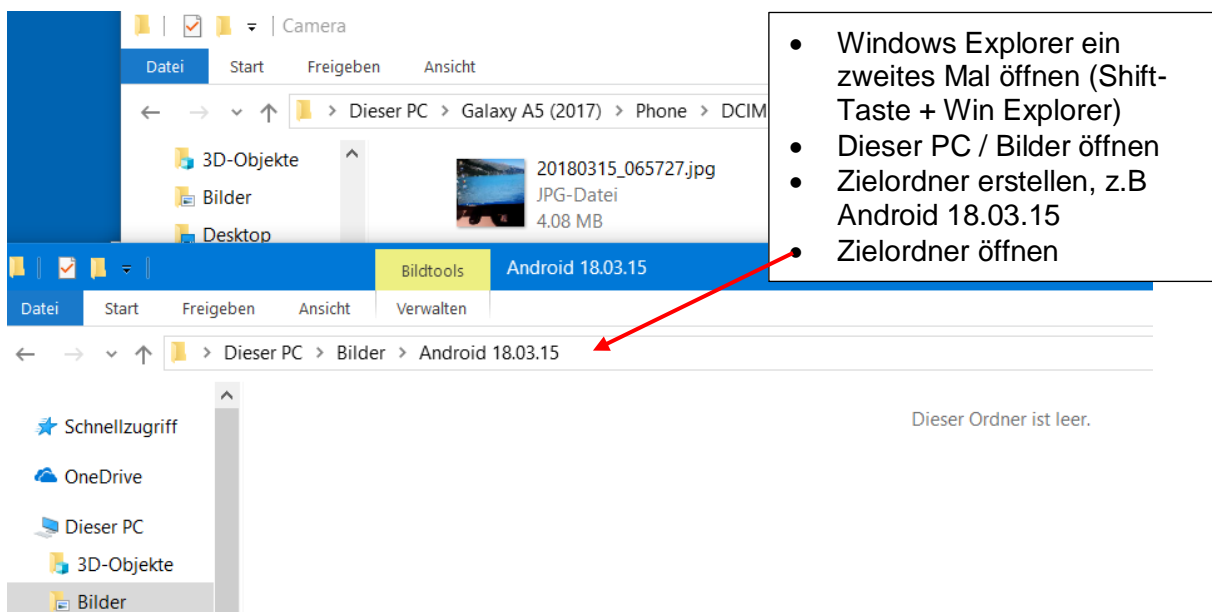 Camera
Datei Start Freigeben Ansicht
> Dieser PC > Galaxy A5 (2017) > Phone > DCIM
3D-Objekte
Bilder
Desktop
20180315_065727.jpg
JPG-Datei
4.08 MB
• Windows Explorer ein
zweites Mal öffnen (Shift-
Taste + Win Explorer)
• Dieser PC / Bilder öffnen
• Zielordner erstellen, z.B
Android 18.03.15
• Zielordner öffnen
Bildtools Android 18.03.15
Datei Start Freigeben Ansicht Verwalten
> Dieser PC > Bilder > Android 18.03.15
Schnellzugriff
OneDrive
Dieser PC
3D-Objekte
Bilder
Dieser Ordner ist leer.